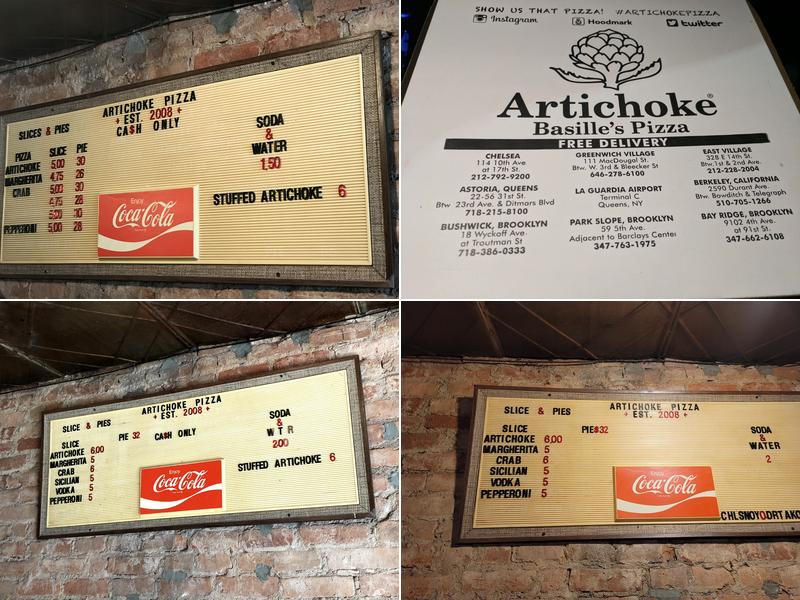 ARTICHOKE PIZZA
+ EST. 2008 +
CA$H ONLY
SLICES & PIES
PIZZA SLICE PIE
ARTICHOKE 5.00 30
MARGHERITA 4.75 26
CRAB 4.75 28
30
PEPPERONI 5.00 28
SODA
&
WATER
1.50
STUFFED ARTICHOKE 6
Enjoy
Coca-Cola
SHOW US THAT PIZZA! #ARTICHOKEPIZZA
Instagram Hoodmark twitter
Artichoke®
Basille's Pizza
FREE DELIVERY
CHELSEA
114 10th Ave
at 17th St.
212-792-9200
ASTORIA, QUEENS
22-56 31st St.
Btw 23rd Ave. & Ditmars Blvd
718-215-8100
BUSHWICK, BROOKLYN
18 Wyckoff Ave
at Troutman St
718-386-0333
GREENWICH VILLAGE
111 MacDougal St.
Btw. W. 3rd & Bleecker St
646-278-6100
LA GUARDIA AIRPORT
Terminal C
Queens, NY
PARK SLOPE, BROOKLYN
59 5th Ave.
Adjacent to Barclays Center
347-763-1975
EAST VILLAGE
328 E 14th St.
Btw. 1st & 2nd Ave.
212-228-2004
BERKELEY, CALIFORNIA
2590 Durant Ave.
Btw. Bowditch & Telegraph
510-705-1266
BAY RIDGE, BROOKLYN
9102 4th Ave.
at 91st St.
347-662-6108
ARTICHOKE PIZZA
+ EST. 2008 +
SLICE & PIES
PIE 32 CA$H ONLY
SLICE
ARTICHOKE 6.00
MARGHERITA 5
CRAB 6
SICILIAN 5
VODKA 5
PEPPERONI 5
SODA
&
W T R
2.00
STUFFED ARTICHOKE 6
Enjoy
Coca-Cola
ARTICHOKE PIZZA
+ EST. 2008 +
SLICE & PIES
PIE$32
SLICE
ARTICHOKE 6.00
MARGHERITA 5
CRAB 6
SICILIAN 5
VODKA 5
PEPPERONI 5
SODA
&
WATER
2
Enjoy
Coca-Cola
CHLSNOYODRTAKO